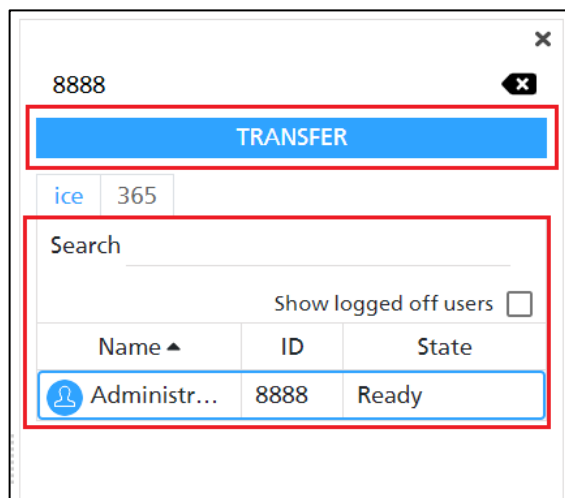 8888
TRANSFER
ice 365
Search
Show logged off users
Name ID State
Administr... 8888 Ready